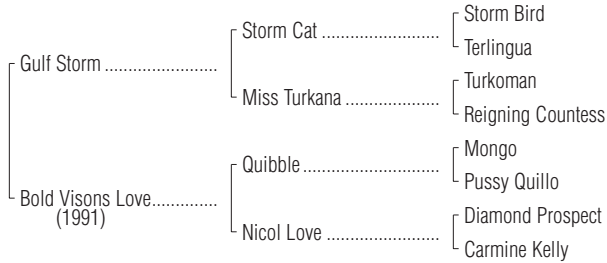 Storm Bird
Storm Cat ........................
Terlingua
Gulf Storm .......................
Turkoman
Miss Turkana ...................
Reigning Countess
Mongo
Quibble ............................
Pussy Quillo
Bold Visons Love.............
(1991)
Diamond Prospect
Nicol Love ........................
Carmine Kelly